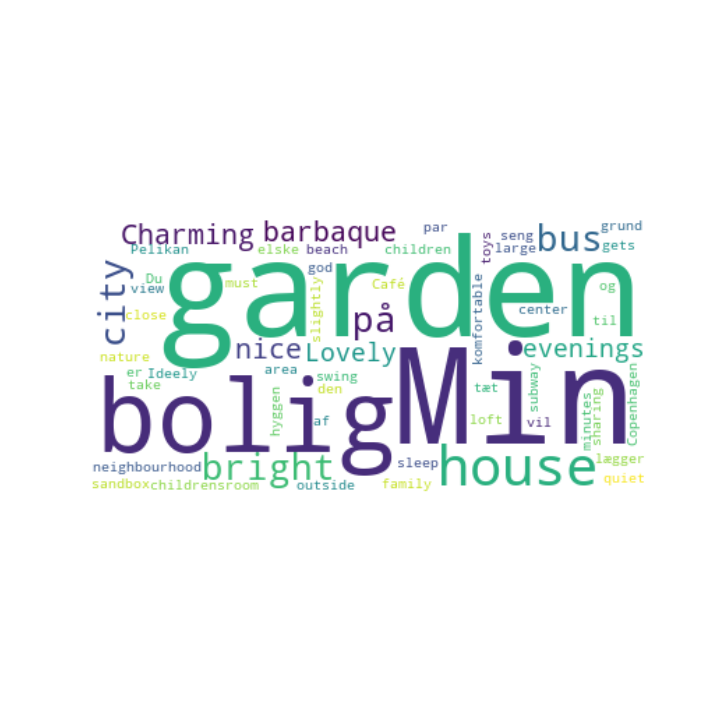 Charming barbaque par seng bus grund
Pelikan elske beach children toys large gets
city Du view garden must god Café komfortable og
close slightly på center til
nature nice Lovely evenings
er Ideely area swing subway Copenhagen
take bolig Min den tæt
hyggen af loft vil minutes sharing
neighbourhood bright sleep house lægger
sandbox childrensroom outside family quiet